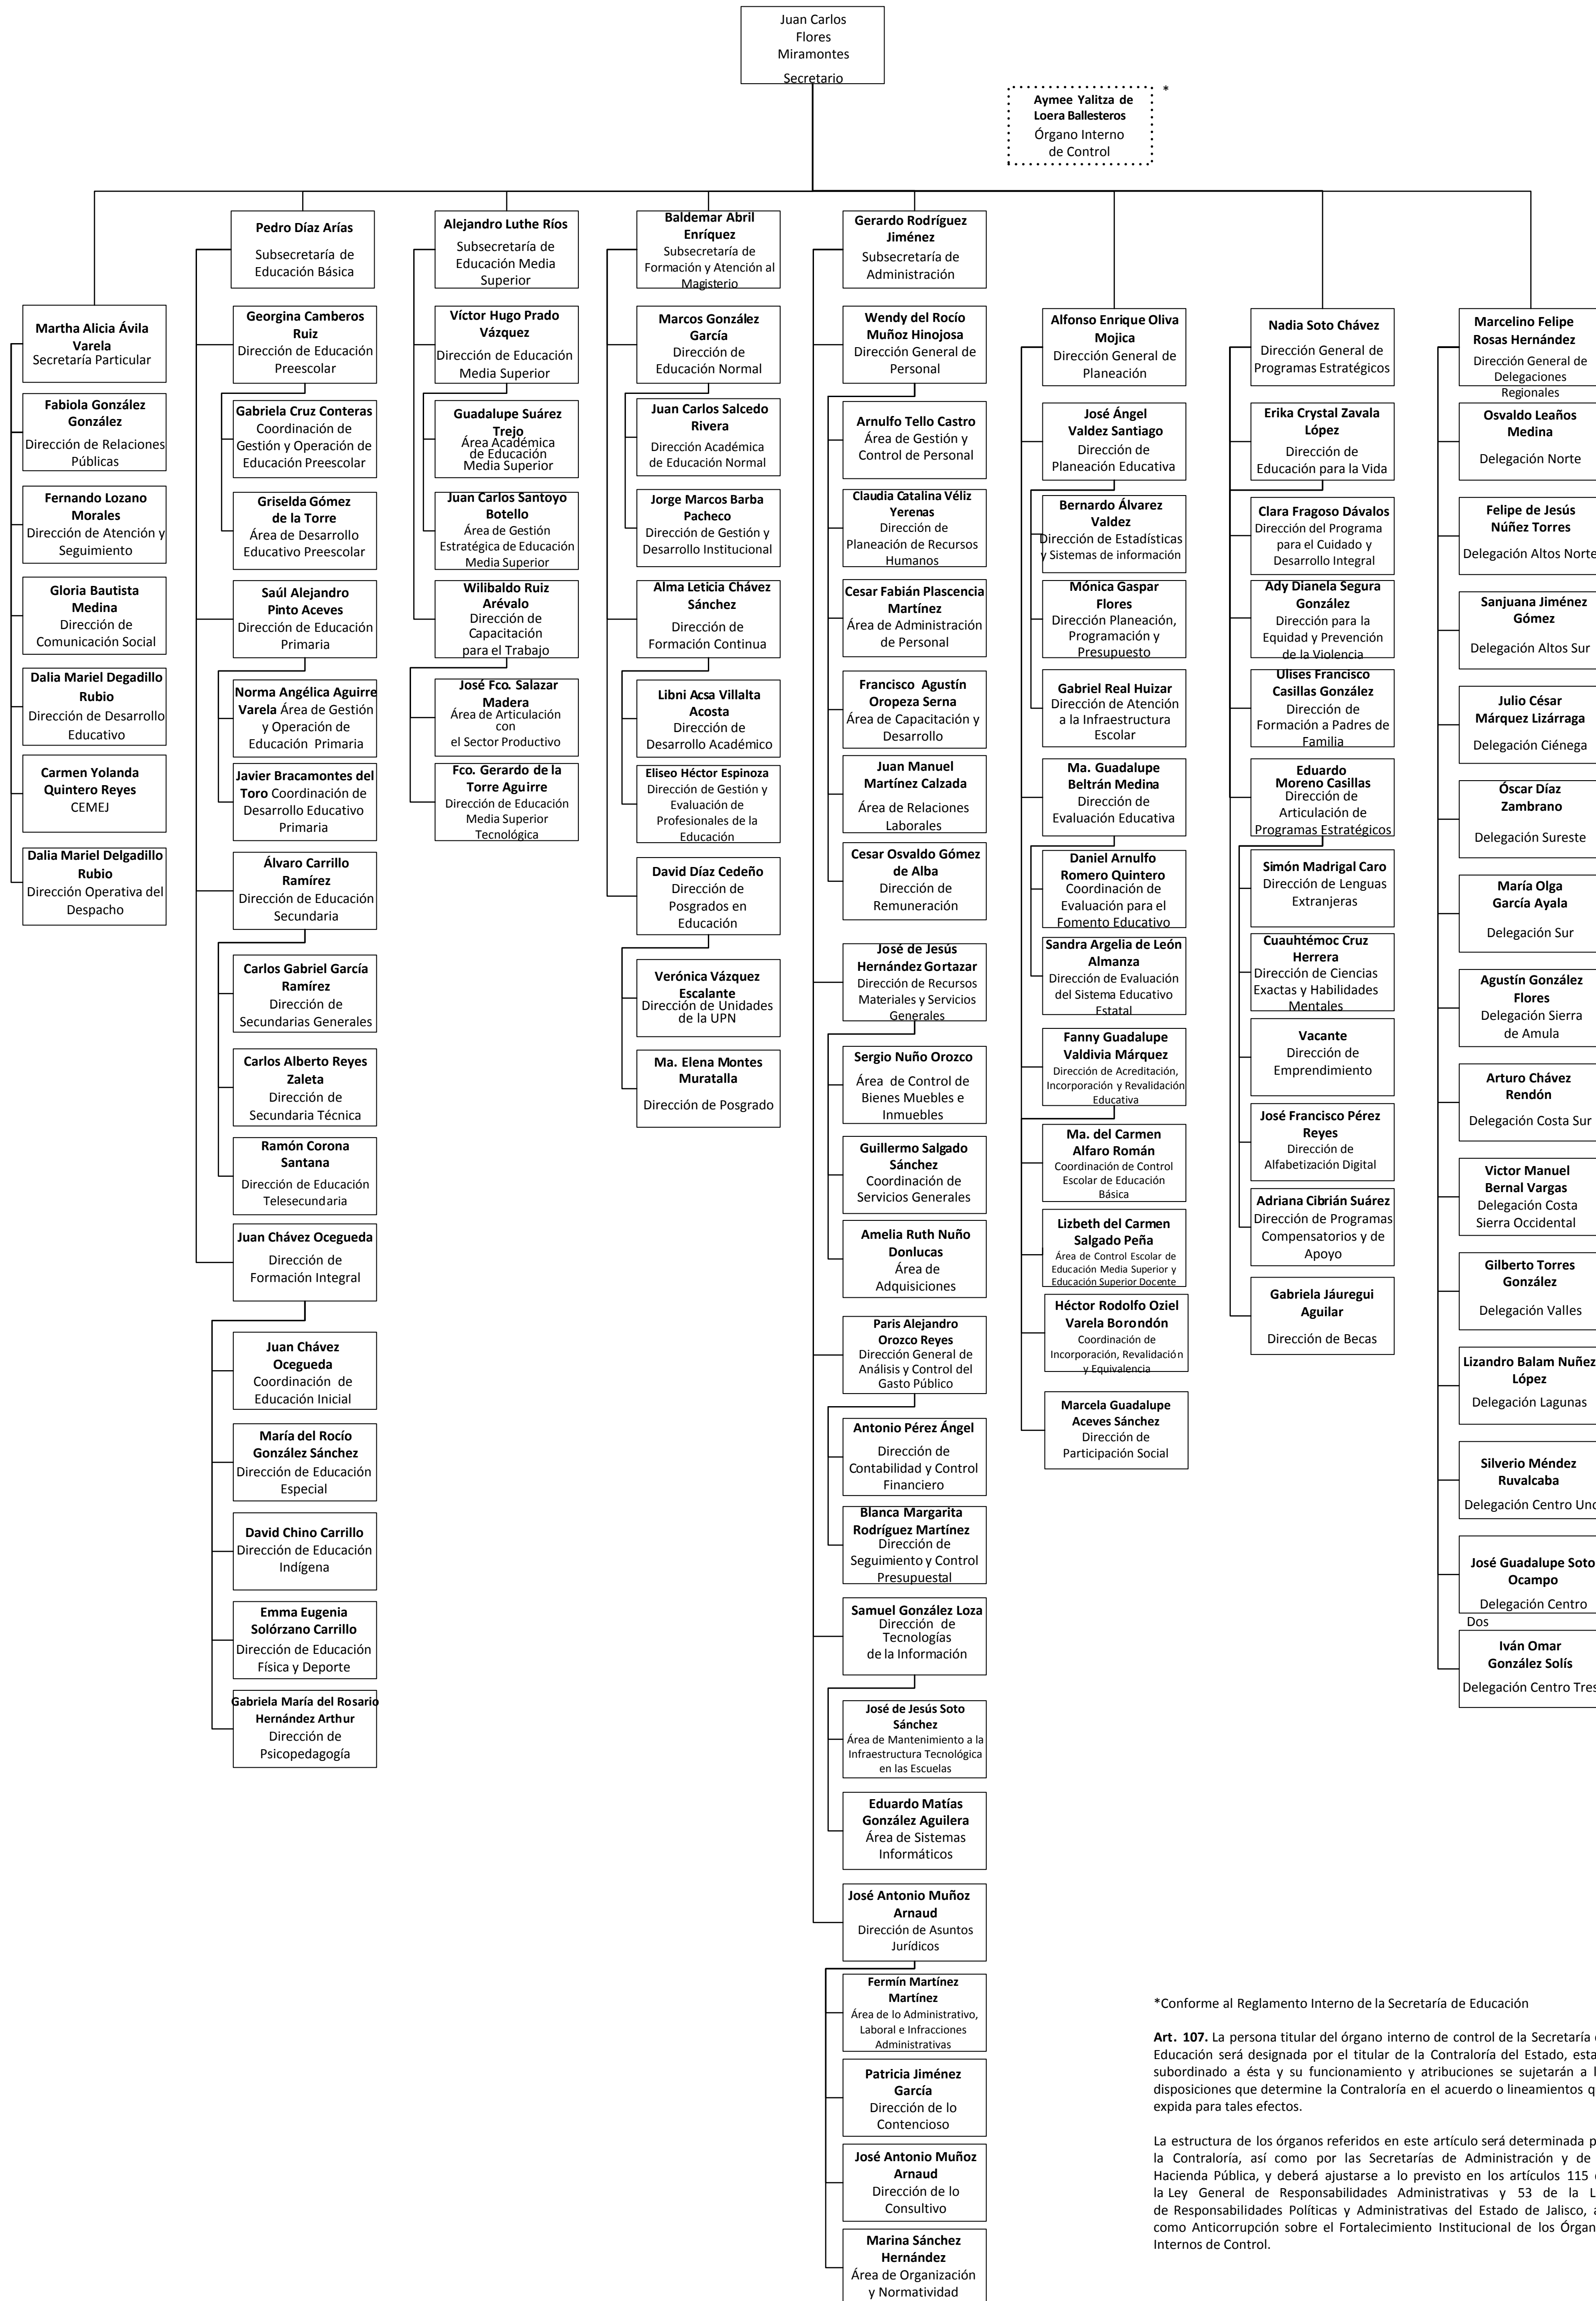 Juan Carlos
Flores
Miramontes
Secretario
*
Aymee Yalitza de
Loera Ballesteros
Órgano Interno
de Control
Martha Alicia Ávila
Varela
Secretaría Particular
Fabiola González
González
Dirección de Relaciones
Públicas
Fernando Lozano
Morales
Dirección de Atención y
Seguimiento
Gloria Bautista
Medina
Dirección de
Comunicación Social
Dalia Mariel Degadillo
Rubio
Dirección de Desarrollo
Educativo
Carmen Yolanda
Quintero Reyes
CEMEJ
Dalia Mariel Delgadillo
Rubio
Dirección Operativa del
Despacho
Pedro Díaz Arías
Subsecretaría de
Educación Básica
Georgina Camberos
Ruiz
Dirección de Educación
Preescolar
Gabriela Cruz Conteras
Coordinación de
Gestión y Operación de
Educación Preescolar
Griselda Gómez
de la Torre
Área de Desarrollo
Educativo Preescolar
Saúl Alejandro
Pinto Aceves
Dirección de Educación
Primaria
Norma Angélica Aguirre
Varela Área de Gestión
y Operación de
Educación Primaria
Javier Bracamontes del
Toro Coordinación de
Desarrollo Educativo
Primaria
Álvaro Carrillo
Ramírez
Dirección de Educación
Secundaria
Carlos Gabriel García
Ramírez
Dirección de
Secundarias Generales
Carlos Alberto Reyes
Zaleta
Dirección de
Secundaria Técnica
Ramón Corona
Santana
Dirección de Educación
Telesecundaria
Juan Chávez Ocegueda
Dirección de
Formación Integral
Juan Chávez
Ocegueda
Coordinación de
Educación Inicial
María del Rocío
González Sánchez
Dirección de Educación
Especial
David Chino Carrillo
Dirección de Educación
Indígena
Emma Eugenia
Solórzano Carrillo
Dirección de Educación
Física y Deporte
Gabriela María del Rosario
Hernández Arthur
Dirección de
Psicopedagogía
Alejandro Luthe Ríos
Subsecretaría de
Educación Media
Superior
Víctor Hugo Prado
Vázquez
Dirección de Educación
Media Superior
Guadalupe Suárez
Trejo
Área Académica
de Educación
Media Superior
Juan Carlos Santoyo
Botello
Área de Gestión
Estratégica de Educación
Media Superior
Wilibaldo Ruiz
Arévalo
Dirección de
Capacitación
para el Trabajo
José Fco. Salazar
Madera
Área de Articulación
con
el Sector Productivo
Fco. Gerardo de la
Torre Aguirre
Dirección de Educación
Media Superior
Tecnológica
Baldemar Abril
Enríquez
Subsecretaría de
Formación y Atención al
Magisterio
Marcos González
García
Dirección de
Educación Normal
Juan Carlos Salcedo
Rivera
Dirección Académica
de Educación Normal
Jorge Marcos Barba
Pacheco
Dirección de Gestión y
Desarrollo Institucional
Alma Leticia Chávez
Sánchez
Dirección de
Formación Continua
Libni Acsa Villalta
Acosta
Dirección de
Desarrollo Académico
Eliseo Héctor Espinoza
Dirección de Gestión y
Evaluación de
Profesionales de la
Educación
David Díaz Cedeño
Dirección de
Posgrados en
Educación
Verónica Vázquez
Escalante
Dirección de Unidades
de la UPN
Ma. Elena Montes
Muratalla
Dirección de Posgrado
Gerardo Rodríguez
Jiménez
Subsecretaría de
Administración
Wendy del Rocío
Muñoz Hinojosa
Dirección General de
Personal
Arnulfo Tello Castro
Área de Gestión y
Control de Personal
Claudia Catalina Véliz
Yerenas
Dirección de
Planeación de Recursos
Humanos
Cesar Fabián Plascencia
Martínez
Área de Administración
de Personal
Francisco Agustín
Oropeza Serna
Área de Capacitación y
Desarrollo
Juan Manuel
Martínez Calzada
Área de Relaciones
Laborales
Cesar Osvaldo Gómez
de Alba
Dirección de
Remuneración
José de Jesús
Hernández Gortazar
Dirección de Recursos
Materiales y Servicios
Generales
Sergio Nuño Orozco
Área de Control de
Bienes Muebles e
Inmuebles
Guillermo Salgado
Sánchez
Coordinación de
Servicios Generales
Amelia Ruth Nuño
Donlucas
Área de
Adquisiciones
Paris Alejandro
Orozco Reyes
Dirección General de
Análisis y Control del
Gasto Público
Antonio Pérez Ángel
Dirección de
Contabilidad y Control
Financiero
Blanca Margarita
Rodríguez Martínez
Dirección de
Seguimiento y Control
Presupuestal
Samuel González Loza
Dirección de
Tecnologías
de la Información
José de Jesús Soto
Sánchez
Área de Mantenimiento a la
Infraestructura Tecnológica
en las Escuelas
Eduardo Matías
González Aguilera
Área de Sistemas
Informáticos
José Antonio Muñoz
Arnaud
Dirección de Asuntos
Jurídicos
Fermín Martínez
Martínez
Área de lo Administrativo,
Laboral e Infracciones
Administrativas
Patricia Jiménez
García
Dirección de lo
Contencioso
José Antonio Muñoz
Arnaud
Dirección de lo
Consultivo
Marina Sánchez
Hernández
Área de Organización
y Normatividad
Alfonso Enrique Oliva
Mojica
Dirección General de
Planeación
José Ángel
Valdez Santiago
Dirección de
Planeación Educativa
Bernardo Álvarez
Valdez
Dirección de Estadísticas
y Sistemas de información
Mónica Gaspar
Flores
Dirección Planeación,
Programación y
Presupuesto
Gabriel Real Huizar
Dirección de Atención
a la Infraestructura
Escolar
Ma. Guadalupe
Beltrán Medina
Dirección de
Evaluación Educativa
Daniel Arnulfo
Romero Quintero
Coordinación de
Evaluación para el
Fomento Educativo
Sandra Argelia de León
Almanza
Dirección de Evaluación
del Sistema Educativo
Estatal
Fanny Guadalupe
Valdivia Márquez
Dirección de Acreditación,
Incorporación y Revalidación
Educativa
Ma. del Carmen
Alfaro Román
Coordinación de Control
Escolar de Educación
Básica
Lizbeth del Carmen
Salgado Peña
Área de Control Escolar de
Educación Media Superior y
Educación Superior Docente
Héctor Rodolfo Oziel
Varela Borondón
Coordinación de
Incorporación, Revalidación
y Equivalencia
Marcela Guadalupe
Aceves Sánchez
Dirección de
Participación Social
Nadia Soto Chávez
Dirección General de
Programas Estratégicos
Erika Crystal Zavala
López
Dirección de
Educación para la Vida
Clara Fragoso Dávalos
Dirección del Programa
para el Cuidado y
Desarrollo Integral
Ady Dianela Segura
González
Dirección para la
Equidad y Prevención
de la Violencia
Ulises Francisco
Casillas González
Dirección de
Formación a Padres de
Familia
Eduardo
Moreno Casillas
Dirección de
Articulación de
Programas Estratégicos
Simón Madrigal Caro
Dirección de Lenguas
Extranjeras
Cuauhtémoc Cruz
Herrera
Dirección de Ciencias
Exactas y Habilidades
Mentales
Vacante
Dirección de
Emprendimiento
José Francisco Pérez
Reyes
Dirección de
Alfabetización Digital
Adriana Cibrián Suárez
Dirección de Programas
Compensatorios y de
Apoyo
Gabriela Jáuregui
Aguilar
Dirección de Becas
Marcelino Felipe
Rosas Hernández
Dirección General de
Delegaciones
Regionales
Osvaldo Leaños
Medina
Delegación Norte
Felipe de Jesús
Núñez Torres
Delegación Altos Norte
Sanjuana Jiménez
Gómez
Delegación Altos Sur
Julio César
Márquez Lizárraga
Delegación Ciénega
Óscar Díaz
Zambrano
Delegación Sureste
María Olga
García Ayala
Delegación Sur
Agustín González
Flores
Delegación Sierra
de Amula
Arturo Chávez
Rendón
Delegación Costa Sur
Victor Manuel
Bernal Vargas
Delegación Costa
Sierra Occidental
Gilberto Torres
González
Delegación Valles
Lizandro Balam Nuñez
López
Delegación Lagunas
Silverio Méndez
Ruvalcaba
Delegación Centro Uno
José Guadalupe Soto
Ocampo
Delegación Centro
Dos
Iván Omar
González Solís
Delegación Centro Tres
*Conforme al Reglamento Interno de la Secretaría de Educación
Art. 107. La persona titular del órgano interno de control de la Secretaría
Educación será designada por el titular de la Contraloría del Estado,
subordinado a ésta y su funcionamiento y atribuciones se sujetarán a
disposiciones que determine la Contraloría en el acuerdo o lineamientos
expida para tales efectos.
La estructura de los órganos referidos en este artículo será determinada
la Contraloría, así como por las Secretarías de Administración y de
Hacienda Pública, y deberá ajustarse a lo previsto en los artículos 115
la Ley General de Responsabilidades Administrativas y 53 de la
de Responsabilidades Políticas y Administrativas del Estado de Jalisco,
como Anticorrupción sobre el Fortalecimiento Institucional de los
Internos de Control.